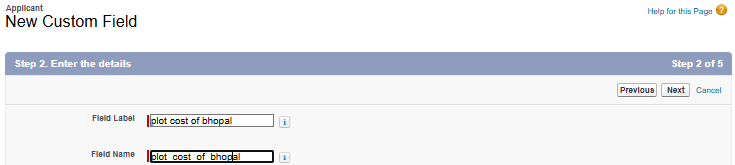 Applicant
New Custom Field
Help for this Page ?
Step 2. Enter the details Step 2 of 5
Previous Next Cancel
Field Label plot cost of bhopal i
Field Name plot_cost_of_bhopal i